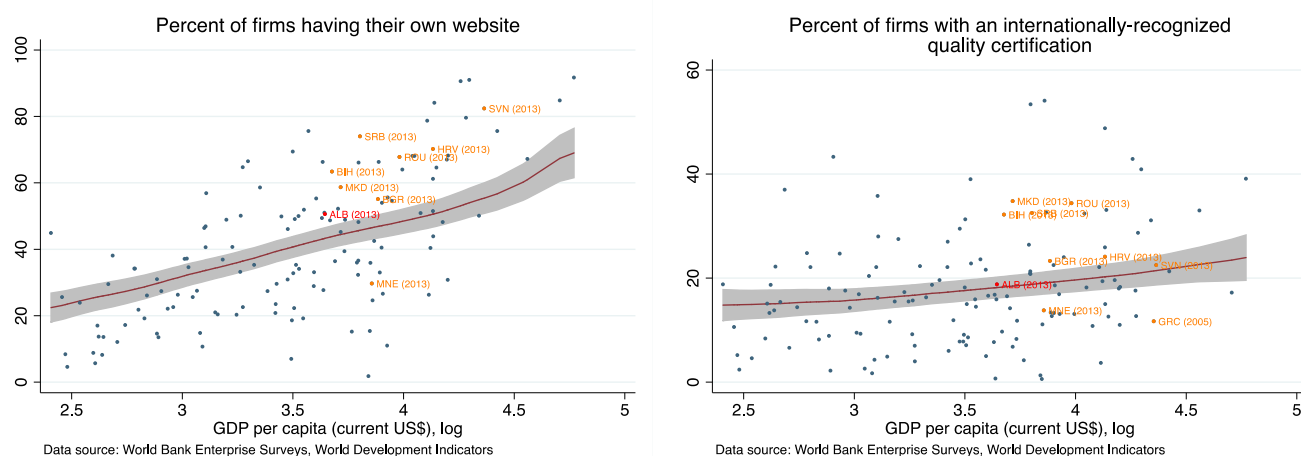 Percent of firms having their own website
100
80
60
40
20
0
SVN (2013)
SRB (2013)
HRV (2013)
ROU (2013)
BIH (2013)
MKD (2013)
BGR (2013)
ALB (2013)
MNE (2013)
2.5 3 3.5 4 4.5 5
GDP per capita (current US$), log
Data source: World Bank Enterprise Surveys, World Development Indicators
Percent of firms with an internationally-recognized
quality certification
60
40
20
0
MKD (2013)
ROU (2013)
BIH (2013)
SRB (2013)
HRV (2013)
BGR (2013)
SVN (2013)
ALB (2013)
MNE (2013)
GRC (2005)
2.5 3 3.5 4 4.5 5
GDP per capita (current US$), log
Data source: World Bank Enterprise Surveys, World Development Indicators